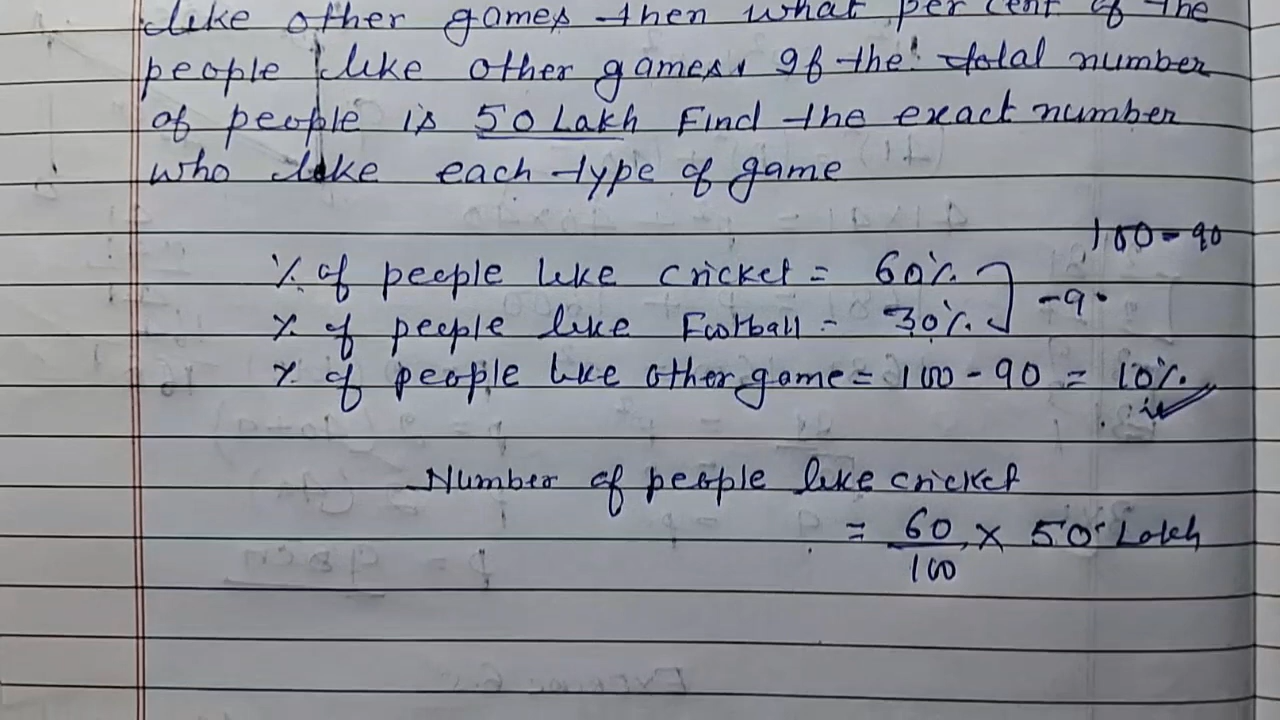 like other games then what per cent of the
people like other games. If the total number
of people is 50 Lakh Find the exact number
who like each type of game
100-90
% of people like cricket = 60%
-9
% of people like Football - 30%
% of people like other game = 100 - 90 = 10%
Number of people like cricket
= 60/100 × 50 Lakh